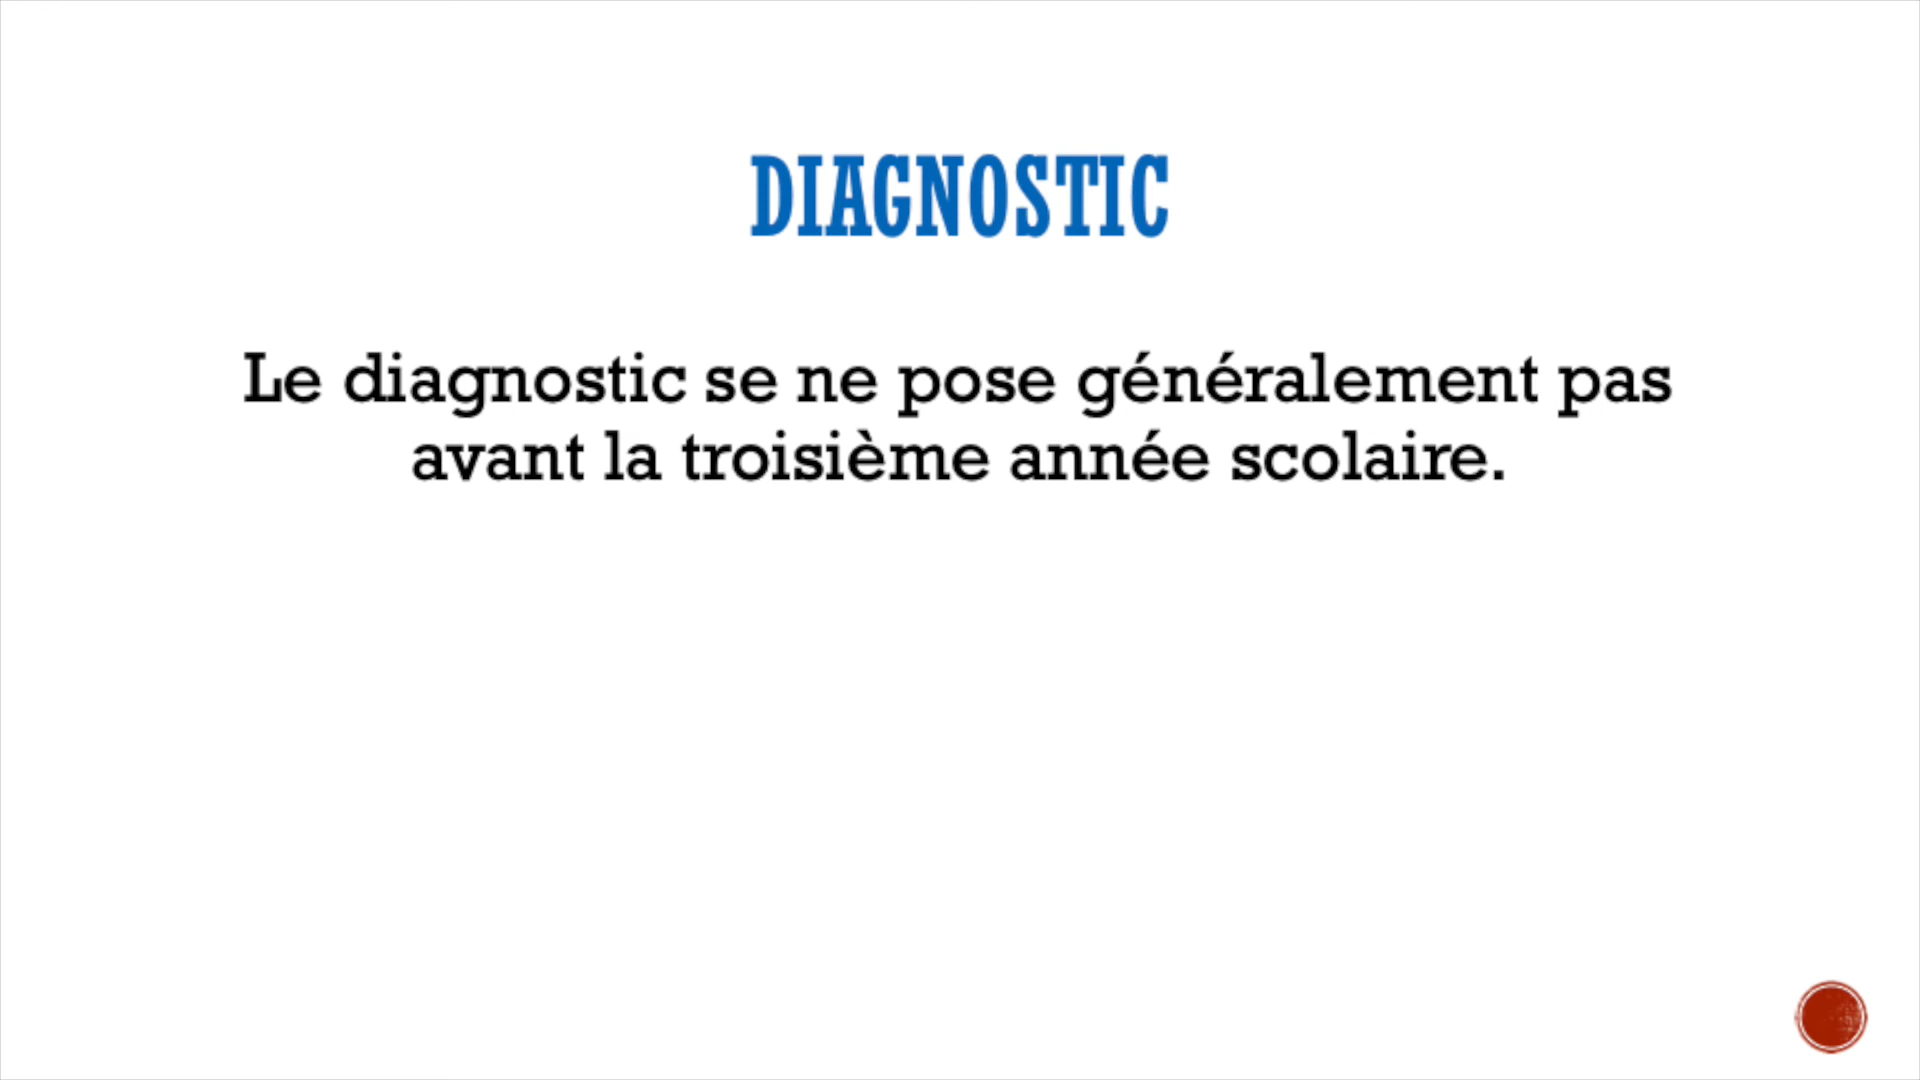 DIAGNOSTIC
Le diagnostic se ne pose généralement pas
avant la troisième année scolaire.